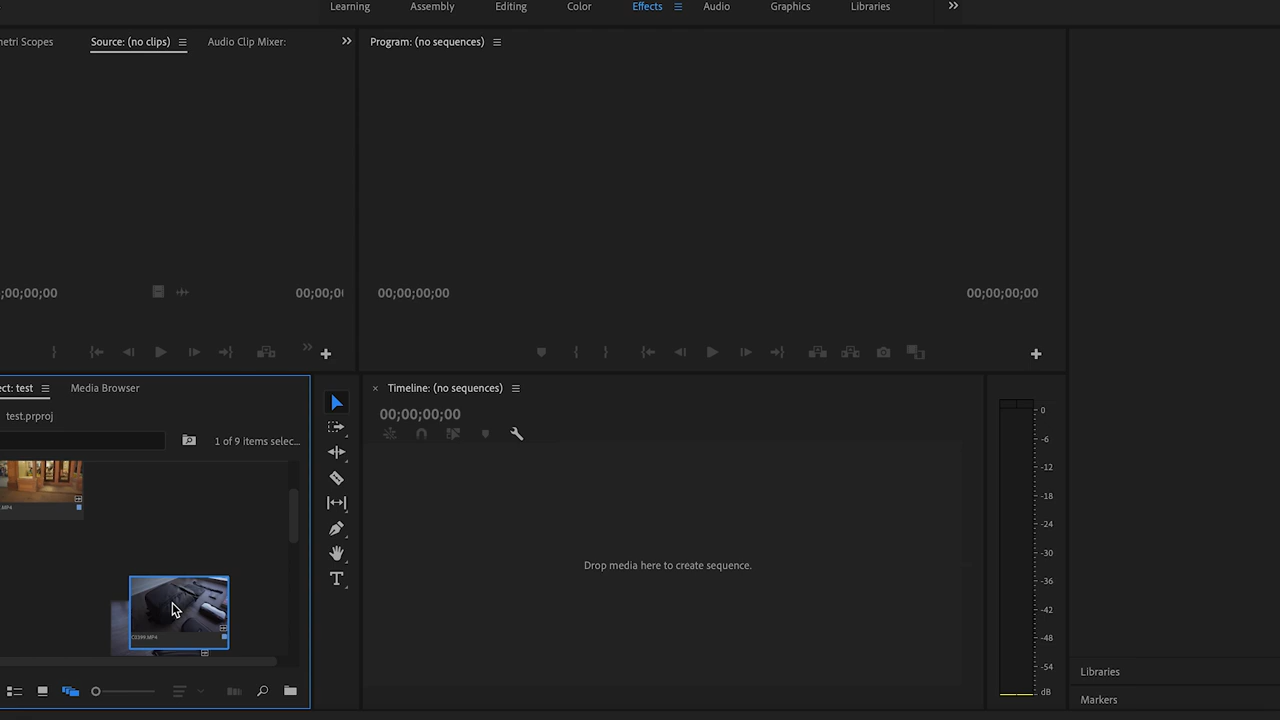 Learning Assembly Editing Color Effects Audio Graphics Libraries
etri Scopes Source: (no clips) Audio Clip Mixer: Program: (no sequences)
;00;00;00 00;00;0 00;00;00;00 00;00;00;00
ect: test Media Browser Timeline: (no sequences)
00;00;00;00
test.prproj
1 of 9 items selec...
0
-6
-12
-18
-24
-30
-36
-42
-48
-54
dB
.MP4
Drop media here to create sequence.
C0399.MP4
Libraries
Markers